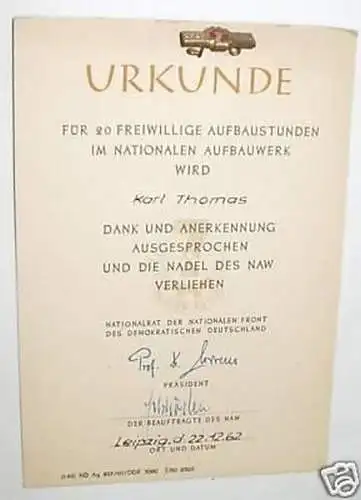 URKUNDE
FÜR 20 FREIWILLIGE AUFBAUSTUNDEN
IM NATIONALEN AUFBAUWERK
WIRD
Karl Thomas
DANK UND ANERKENNUNG
AUSGESPROCHEN
UND DIE NADEL DES NAW
VERLIEHEN
NATIONALRAT DER NATIONALEN FRONT
DES DEMOKRATISCHEN DEUTSCHLAND
Prof. D.
PRÄSIDENT
DER BEAUFTRAGTE DES NAW
Leipzig, d. 22.12.62
ORT UND DATUM